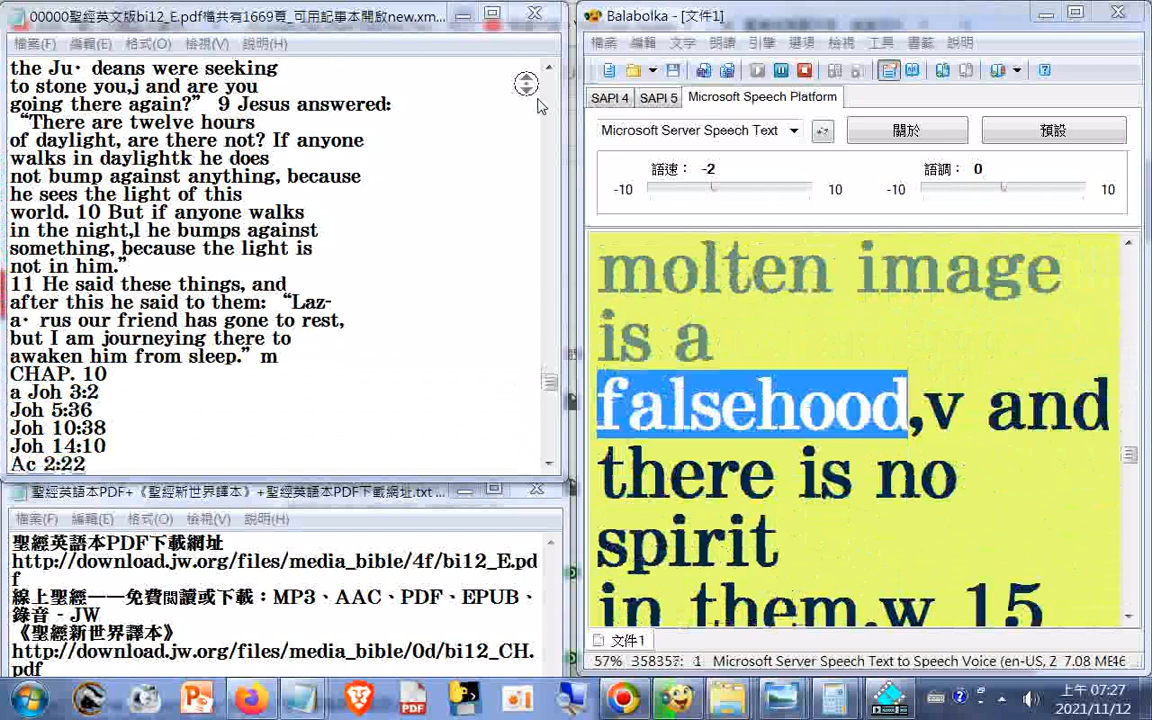 00000聖經英文版bi12_E.pdf檔共有1669頁_可用記事本開啟new.xm...
檔案(F) 編輯(E) 格式(O) 檢視(V) 說明(H)
the Ju· deans were seeking
to stone you,j and are you
going there again?” 9 Jesus answered:
“There are twelve hours
of daylight, are there not? If anyone
walks in daylightk he does
not bump against anything, because
he sees the light of this
world. 10 But if anyone walks
in the night,l he bumps against
something, because the light is
not in him.”
11 He said these things, and
after this he said to them: “Laz-
a· rus our friend has gone to rest,
but I am journeying there to
awaken him from sleep.” m
CHAP. 10
a Joh 3:2
Joh 5:36
Joh 10:38
Joh 14:10
Ac 2:22
聖經英語本PDF+《聖經新世界譯本》+聖經英語本PDF下載網址.txt ...
檔案(F) 編輯(E) 格式(O) 檢視(V) 說明(H)
聖經英語本PDF下載網址
http://download.jw.org/files/media_bible/4f/bi12_E.pd
f
線上聖經——免費閱讀或下載：MP3、AAC、PDF、EPUB、
錄音 - JW
《聖經新世界譯本》
http://download.jw.org/files/media_bible/0d/bi12_CH.
pdf
Balabolka - [文件1]
檔案 編輯 文字 朗讀 引擎 選項 檢視 工具 書籤 說明
SAPI 4 SAPI 5 Microsoft Speech Platform
Microsoft Server Speech Text 關於 預設
語速： -2 語調： 0
-10 10 -10 10
molten image
is a
falsehood,v and
there is no
spirit
in them.w 15
文件1
57% 35835?: 1 Microsoft Server Speech Text to Speech Voice (en-US, 2 7.08 MB
上午 07:27
2021/11/12